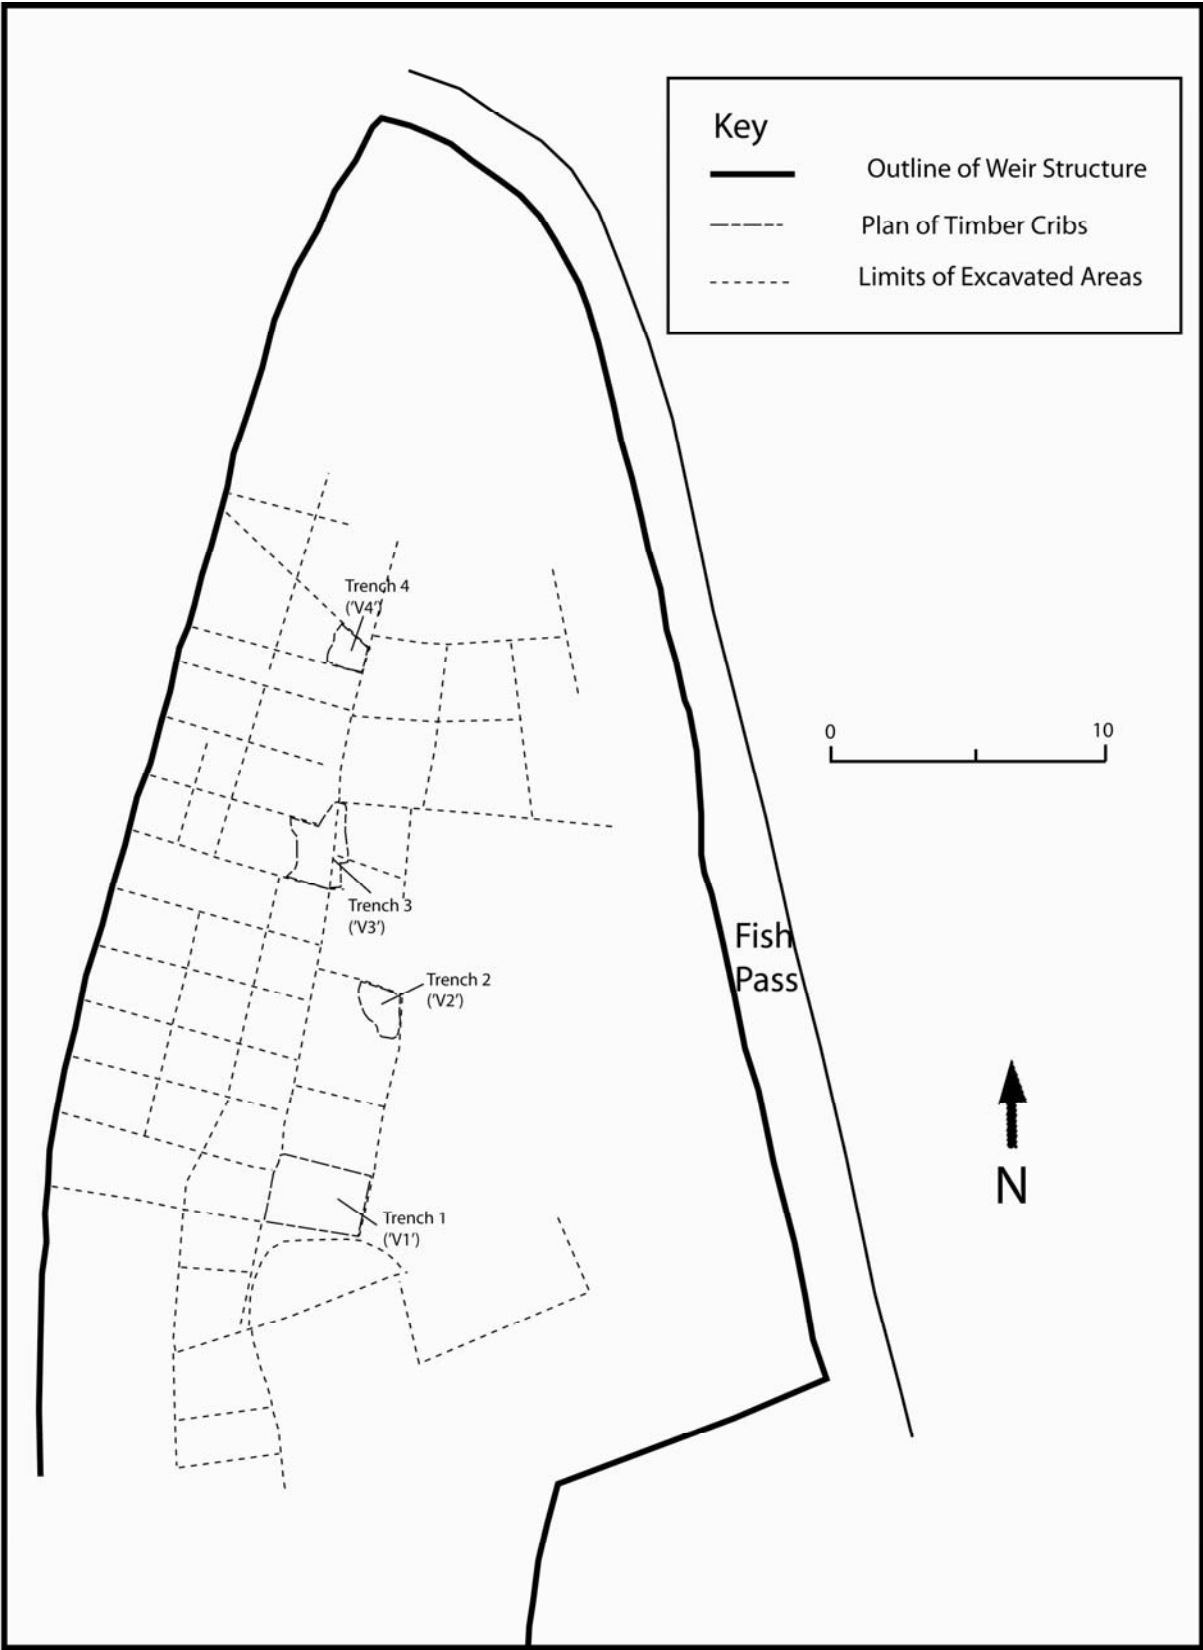 Key
Outline of Weir Structure
Plan of Timber Cribs
Limits of Excavated Areas
Trench 4
('V4')
0
10
Trench 3
('V3')
Fish
Pass
Trench 2
('V2')
N
Trench 1
('V1')